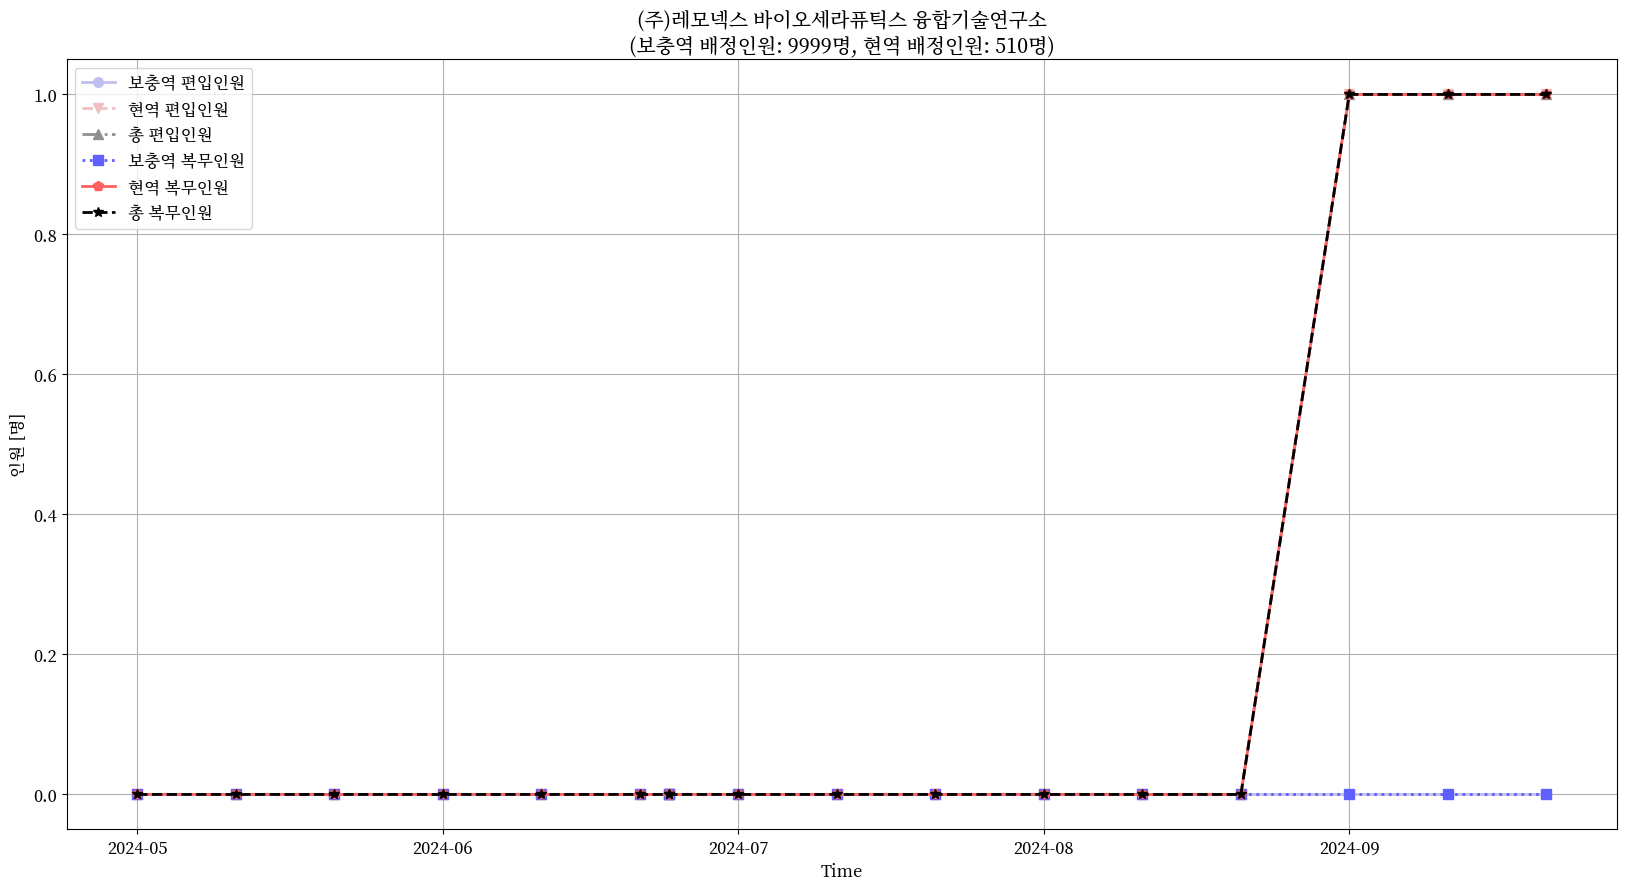 (주)레모넥스 바이오세라퓨틱스 융합기술연구소
(보충역 배정인원: 9999명, 현역 배정인원: 510명)
보충역 편입인원
현역 편입인원
총 편입인원
보충역 복무인원
현역 복무인원
총 복무인원
인원 [명]
1.0
0.8
0.6
0.4
0.2
0.0
2024-05
2024-06
2024-07
2024-08
2024-09
Time